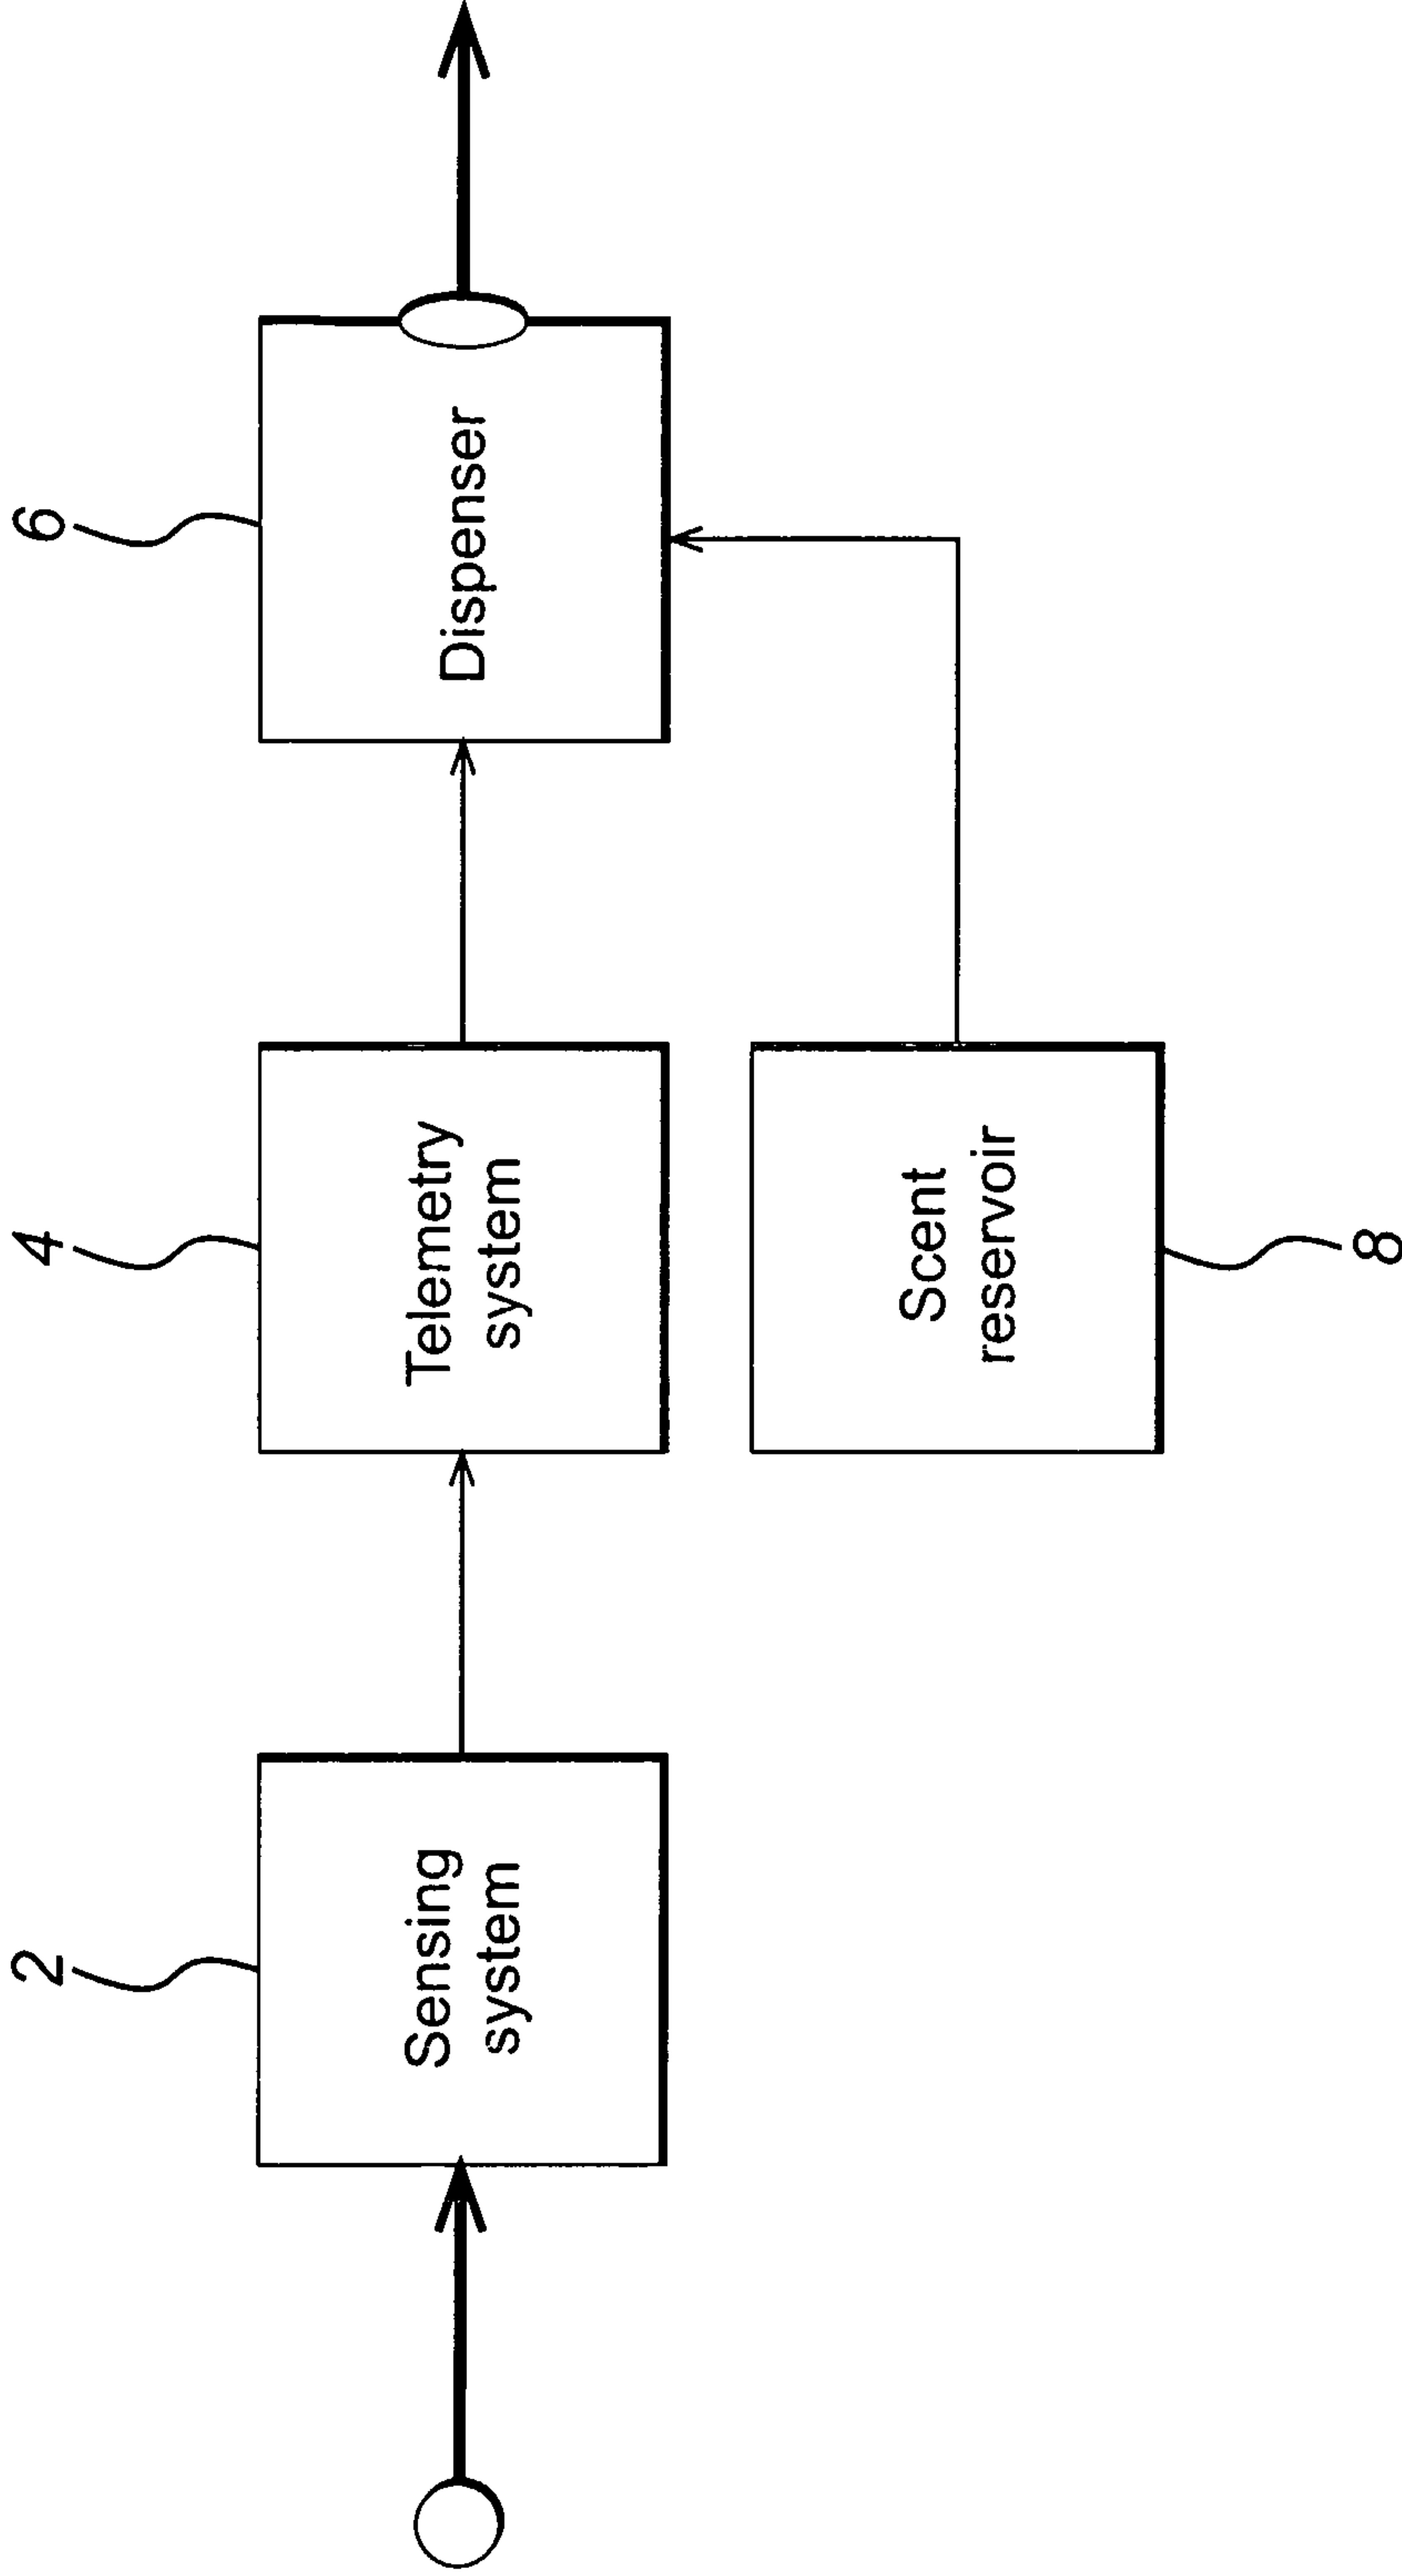 2
4
6
Sensing
system
Telemetry
system
Dispenser
Scent
reservoir
8